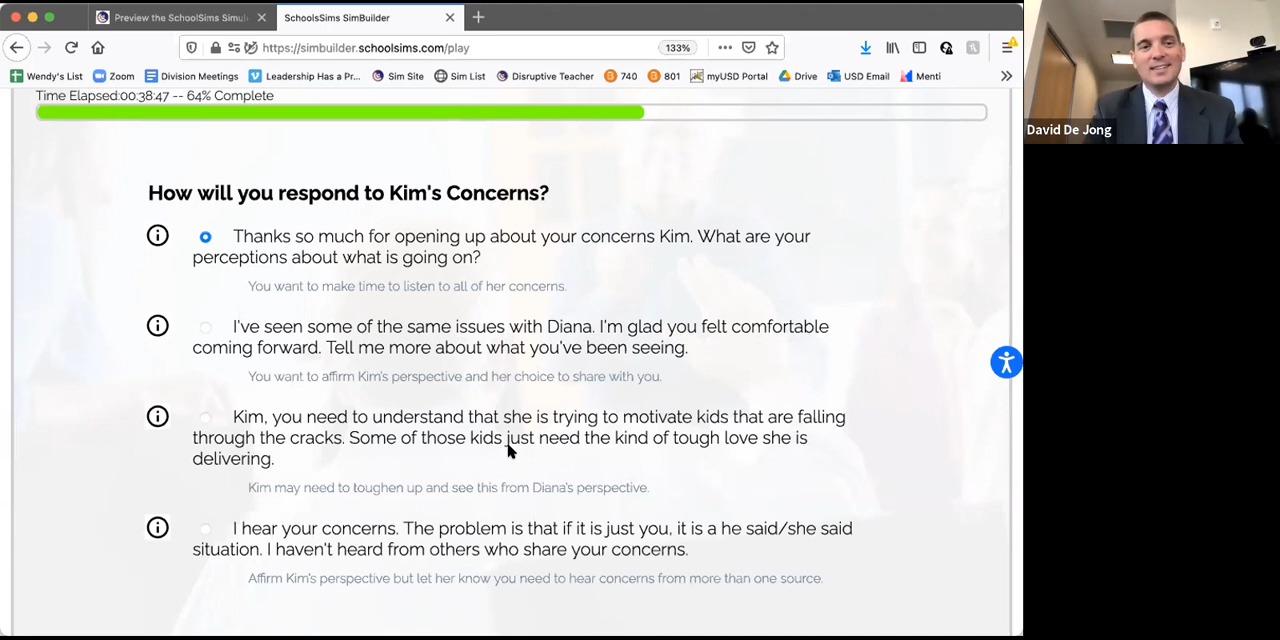 Preview the SchoolSims Simul
SchoolsSims SimBuilder
https://simbuilder.schoolsims.com/play
133%
Wendy's List
Zoom
Division Meetings
Leadership Has a Pr...
Sim Site
Sim List
Disruptive Teacher
740
801
myUSD Portal
Drive
USD Email
Menti
Time Elapsed:00:38:47 -- 64% Complete
David De Jong
How will you respond to Kim's Concerns?
Thanks so much for opening up about your concerns Kim. What are your
perceptions about what is going on?
You want to make time to listen to all of her concerns.
I've seen some of the same issues with Diana. I'm glad you felt comfortable
coming forward. Tell me more about what you've been seeing.
You want to affirm Kim's perspective and her choice to share with you.
Kim, you need to understand that she is trying to motivate kids that are falling
through the cracks. Some of those kids just need the kind of tough love she is
delivering.
Kim may need to toughen up and see this from Diana's perspective.
I hear your concerns. The problem is that if it is just you, it is a he said/she said
situation. I haven't heard from others who share your concerns.
Affirm Kim's perspective but let her know you need to hear concerns from more than one source.